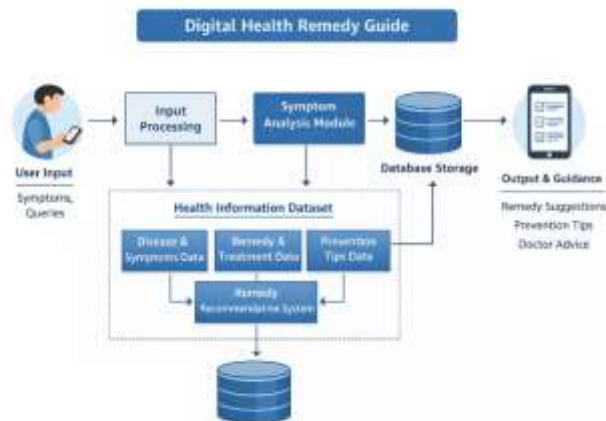 Digital Health Remedy Guide
Input
Processing
Symptom
Analysis Module
User Input
Symptoms,
Queries
Database Storage
Output & Guidance
Remedy Suggestions
Prevention Tips
Doctor Advice
Health Information Dataset
Disease &
Symptoms Data
Remedy &
Treatment Data
Prevention
Tips Data
Remedy
System